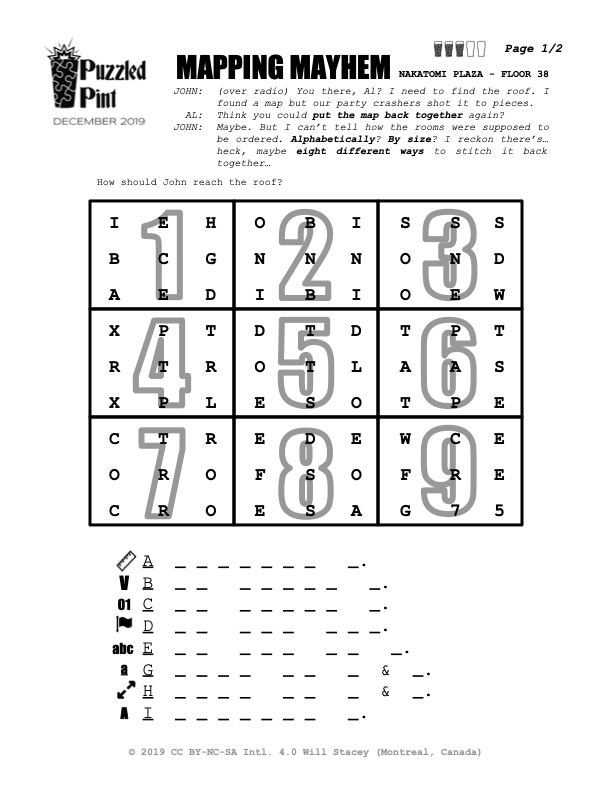 Puzzled
Pint
DECEMBER 2019
Page 1/2
MAPPING MAYHEM NAKATOMI PLAZA - FLOOR 38
JOHN: (over radio) You there, Al? I need to find the roof. I
found a map but our party crashers shot it to pieces.
AL: Think you could put the map back together again?
JOHN: Maybe. But I can't tell how the rooms were supposed to
be ordered. Alphabetically? By size? I reckon there's…
heck, maybe eight different ways to stitch it back
together…
How should John reach the roof?
1 2 3
I E H O B I S S S
B C G N N N O N D
A E D I B I O E W
4 5 6
X P T D T D T P T
R T R O T L A A S
X P L E S O T P E
7 8 9
C T R E D E W C E
O R O F S O F R E
C R O E S A G 7 5
A _ _ _ _ _ _ _ _.
V B _ _ _ _ _ _ _ _.
01 C _ _ _ _ _ _ _ _.
D _ _ _ _ _ _ _ _ _.
abc E _ _ _ _ _ _ _ _ _.
a G _ _ _ _ _ _ _ & _.
H _ _ _ _ _ _ _ & _.
A I _ _ _ _ _ _ _ _.
© 2019 CC BY-NC-SA Intl. 4.0 Will Stacey (Montreal, Canada)